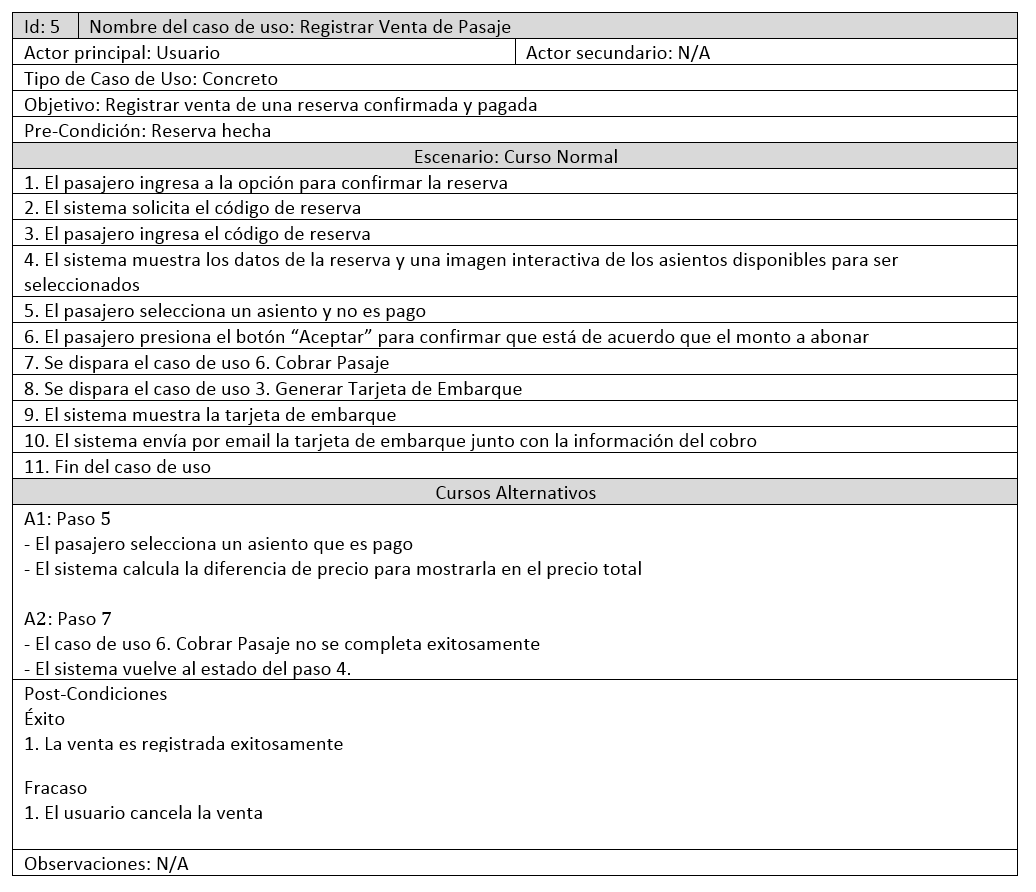 Id: 5 Nombre del caso de uso: Registrar Venta de Pasaje
Actor principal: Usuario Actor secundario: N/A
Tipo de Caso de Uso: Concreto
Objetivo: Registrar venta de una reserva confirmada y pagada
Pre-Condición: Reserva hecha
Escenario: Curso Normal
1. El pasajero ingresa a la opción para confirmar la reserva
2. El sistema solicita el código de reserva
3. El pasajero ingresa el código de reserva
4. El sistema muestra los datos de la reserva y una imagen interactiva de los asientos disponibles para ser
seleccionados
5. El pasajero selecciona un asiento y no es pago
6. El pasajero presiona el botón “Aceptar” para confirmar que está de acuerdo que el monto a abonar
7. Se dispara el caso de uso 6. Cobrar Pasaje
8. Se dispara el caso de uso 3. Generar Tarjeta de Embarque
9. El sistema muestra la tarjeta de embarque
10. El sistema envía por email la tarjeta de embarque junto con la información del cobro
11. Fin del caso de uso
Cursos Alternativos
A1: Paso 5
- El pasajero selecciona un asiento que es pago
- El sistema calcula la diferencia de precio para mostrarla en el precio total
A2: Paso 7
- El caso de uso 6. Cobrar Pasaje no se completa exitosamente
- El sistema vuelve al estado del paso 4.
Post-Condiciones
Éxito
1. La venta es registrada exitosamente
Fracaso
1. El usuario cancela la venta
Observaciones: N/A